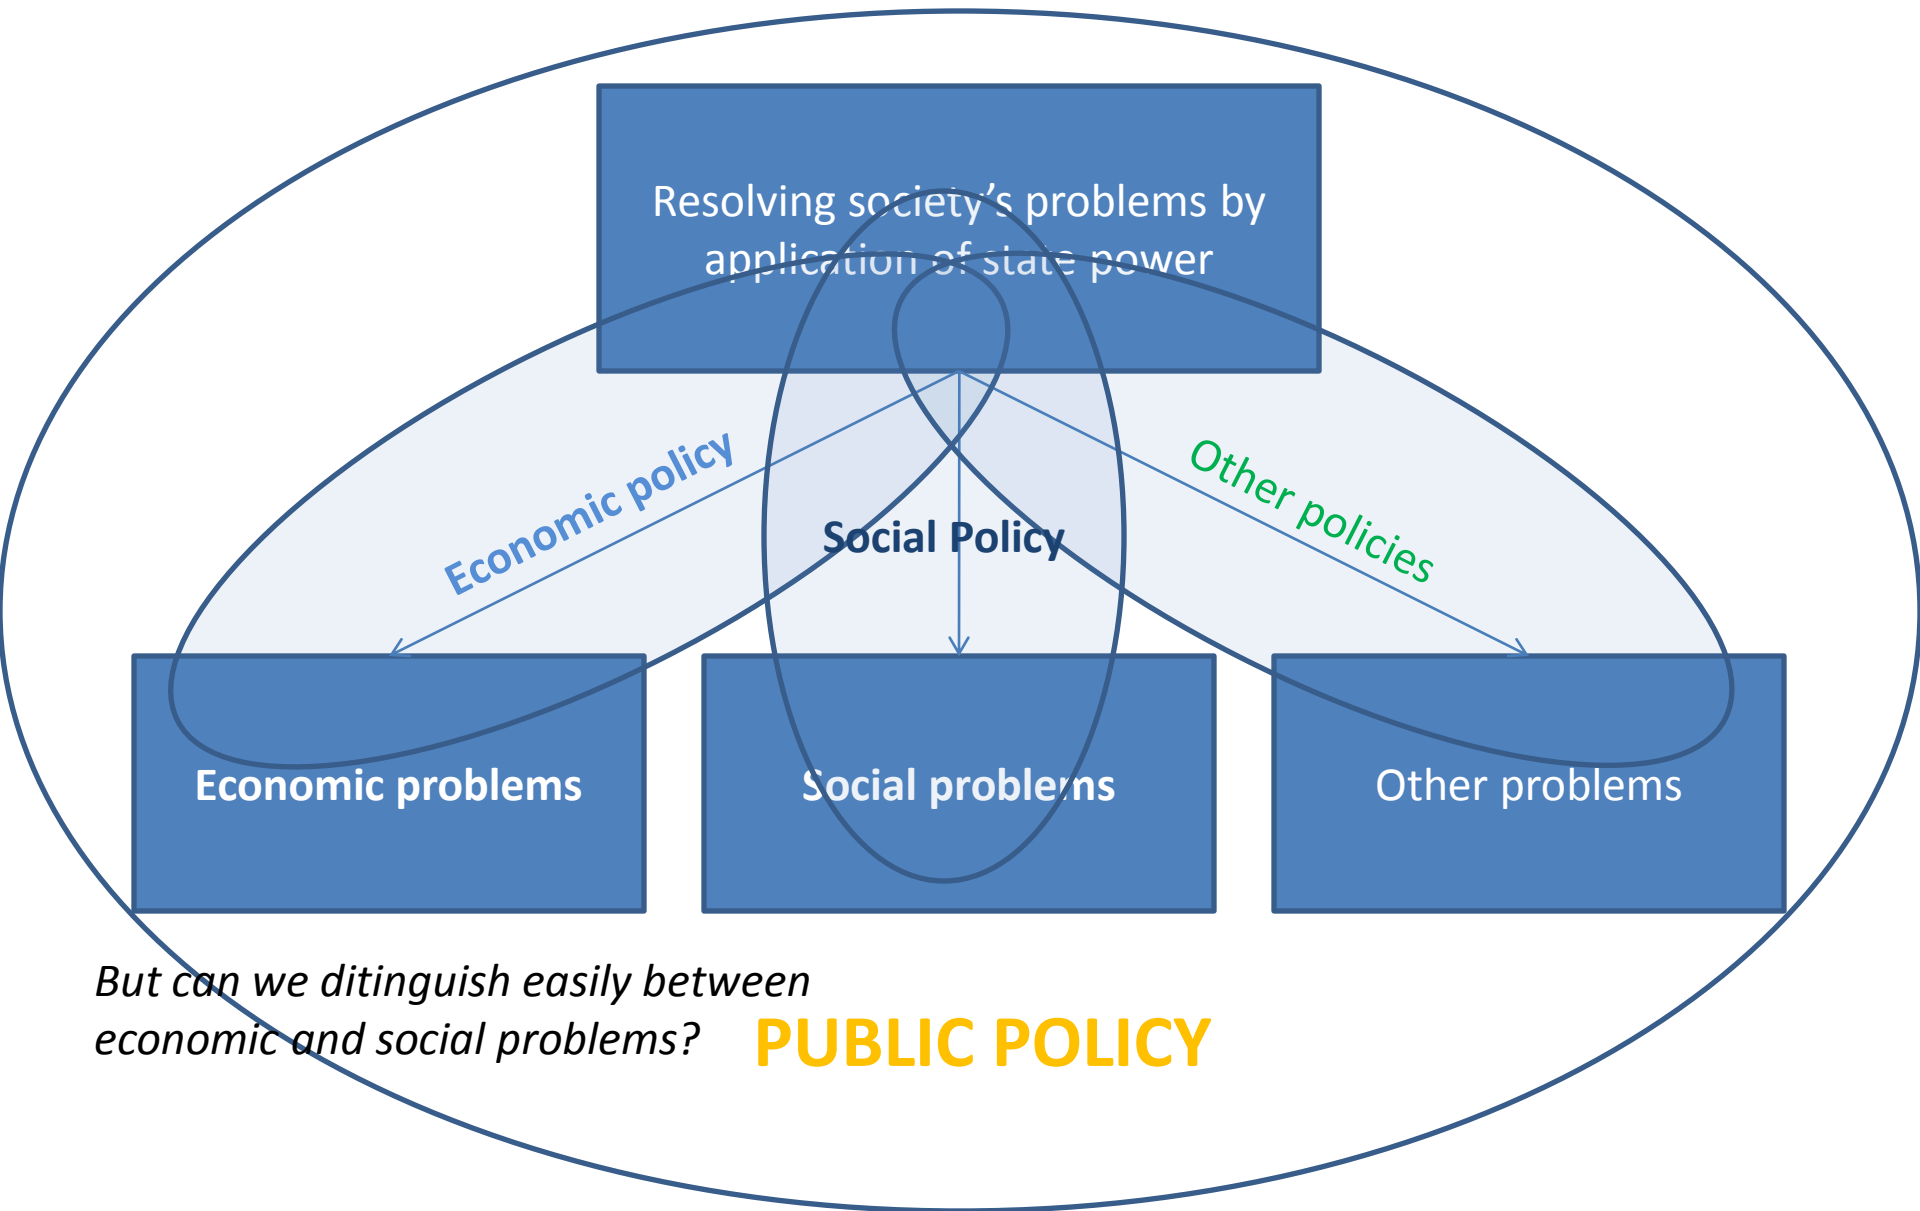 Resolving society’s problems by
application of state power
Economic policy
Other policies
Social Policy
Economic problems
Social problems
Other problems
But can we ditinguish easily between
economic and social problems?
PUBLIC POLICY